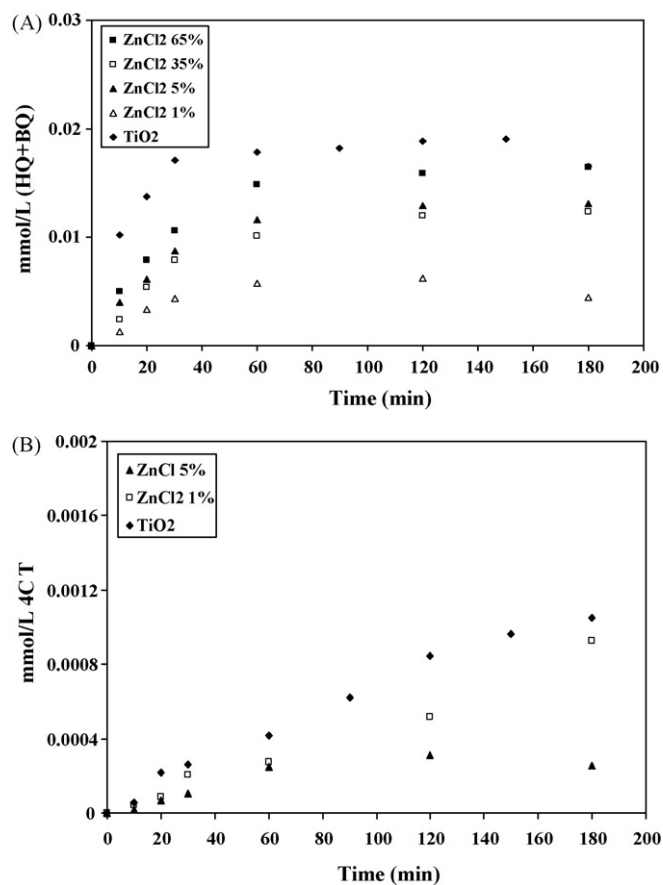 (A)
0.03
0.02
0.01
0
mmol/L (HQ+BQ)
ZnCl2 65%
ZnCl2 35%
ZnCl2 5%
ZnCl2 1%
TiO2
0 20 40 60 80 100 120 140 160 180 200
Time (min)
(B)
0.002
0.0016
0.0012
0.0008
0.0004
0
mmol/L 4C T
ZnCl 5%
ZnCl2 1%
TiO2
0 20 40 60 80 100 120 140 160 180 200
Time (min)